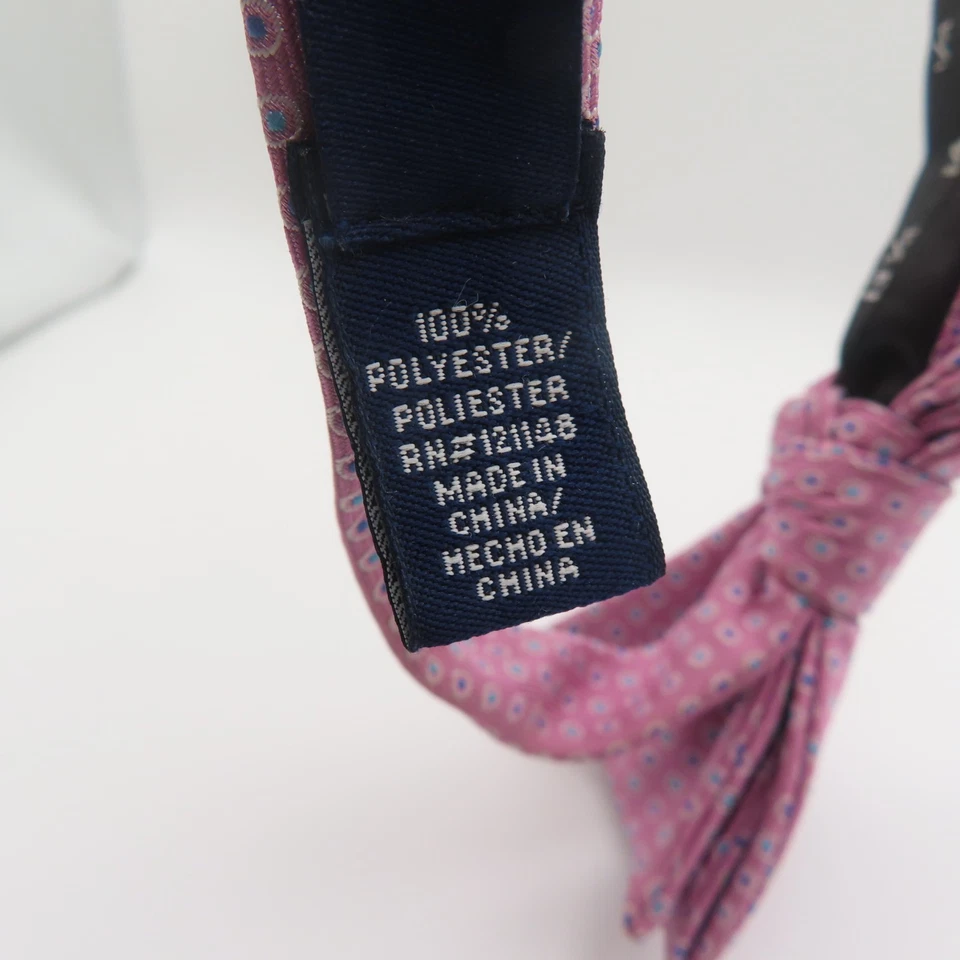 100%
POLYESTER/
POLIESTER
RN#121148
MADE IN
CHINA/
HECHO EN
CHINA